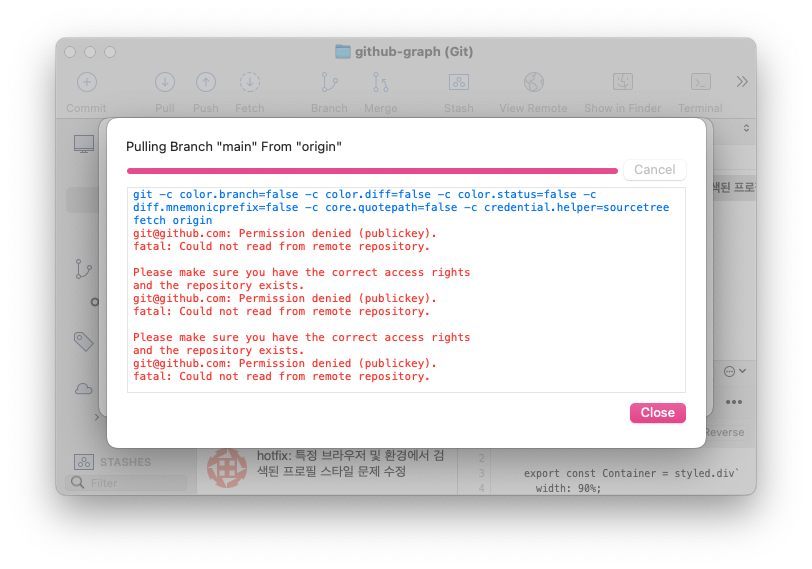 github-graph (Git)
Commit
Pull
Push
Fetch
Branch
Merge
Stash
View Remote
Show in Finder
Terminal
Pulling Branch "main" From "origin"
Cancel
git -c color.branch=false -c color.diff=false -c color.status=false -c
diff.mnemonicprefix=false -c core.quotepath=false -c credential.helper=sourcetree
fetch origin
git@github.com: Permission denied (publickey).
fatal: Could not read from remote repository.
Please make sure you have the correct access rights
and the repository exists.
git@github.com: Permission denied (publickey).
fatal: Could not read from remote repository.
Please make sure you have the correct access rights
and the repository exists.
git@github.com: Permission denied (publickey).
fatal: Could not read from remote repository.
색된 프로
Close
Reverse
STASHES
Filter
hotfix: 특정 브라우저 및 환경에서 검
색된 프로필 스타일 문제 수정
2
3 export const Container = styled.div`
4 width: 90%;